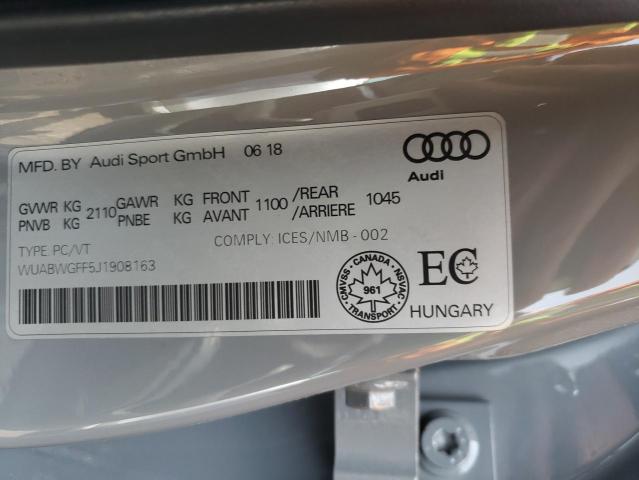 MFD. BY Audi Sport GmbH 06 18
Audi
GVWR KG 2110 GAWR KG FRONT 1100 /REAR 1045
PNVB KG PNBE KG AVANT /ARRIERE
TYPE: PC/VT COMPLY: ICES/NMB - 002
WUABWGFF5J1908163
CMVSS - CANADA - NSVAC
961
TRANSPORT
EC
HUNGARY